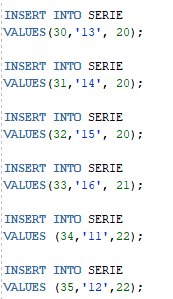 INSERT INTO SERIE
VALUES(30,'13', 20);
INSERT INTO SERIE
VALUES(31,'14', 20);
INSERT INTO SERIE
VALUES(32,'15', 20);
INSERT INTO SERIE
VALUES(33,'16', 21);
INSERT INTO SERIE
VALUES (34,'11',22);
INSERT INTO SERIE
VALUES (35,'12',22);